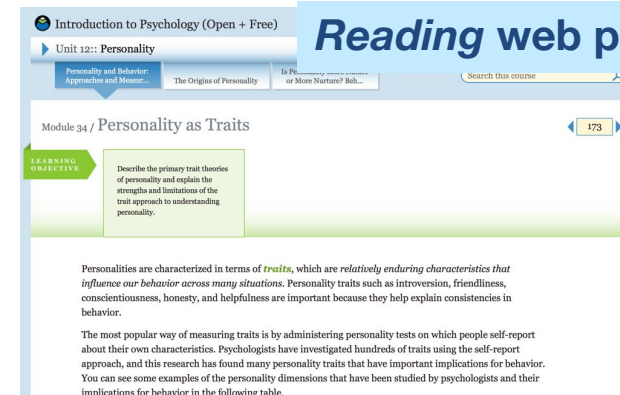 Introduction to Psychology (Open + Free)
Reading web p
Unit 12:: Personality
Personality and Behavior:
Approaches and Measur...
The Origins of Personality
Is Personality More Nature
or More Nurture? Beh...
Search this course
Module 34 / Personality as Traits
173
LEARNING
OBJECTIVE
Describe the primary trait theories
of personality and explain the
strengths and limitations of the
trait approach to understanding
personality.
Personalities are characterized in terms of traits, which are relatively enduring characteristics that
influence our behavior across many situations. Personality traits such as introversion, friendliness,
conscientiousness, honesty, and helpfulness are important because they help explain consistencies in
behavior.
The most popular way of measuring traits is by administering personality tests on which people self-report
about their own characteristics. Psychologists have investigated hundreds of traits using the self-report
approach, and this research has found many personality traits that have important implications for behavior.
You can see some examples of the personality dimensions that have been studied by psychologists and their
implications for behavior in the following table.